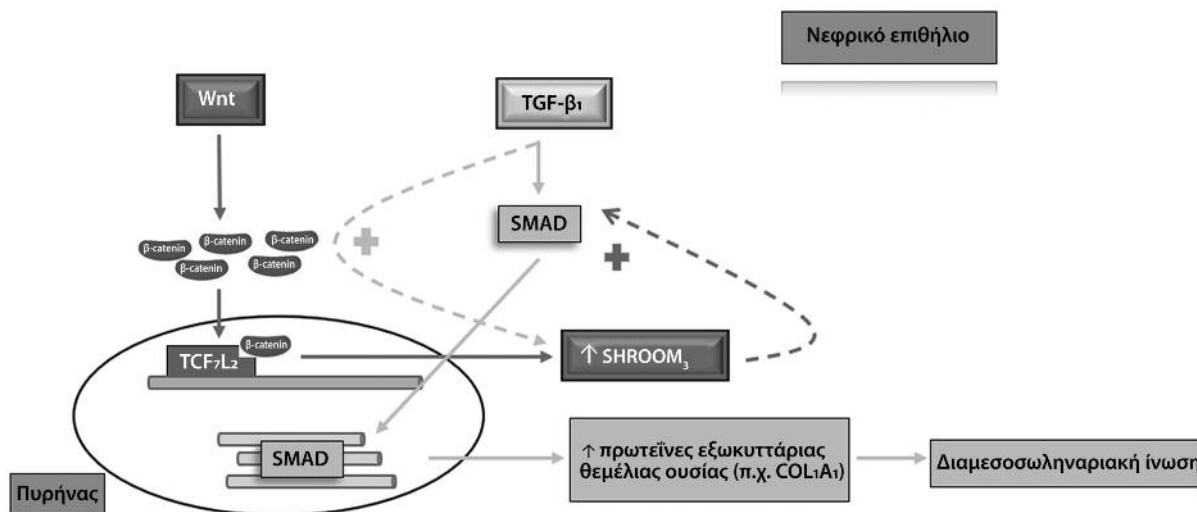 Νεφρικό επιθήλιο
Wnt
TGF-β₁
SMAD
β-catenin
β-catenin
β-catenin
β-catenin
β-catenin
β-catenin
TCF₇L₂
↑ SHROOM₃
SMAD
↑ πρωτεΐνες εξωκυττάριας
θεμέλιας ουσίας (π.χ. COL₁A₁)
Διαμεσοσωληναριακή ίνωση
Πυρήνας